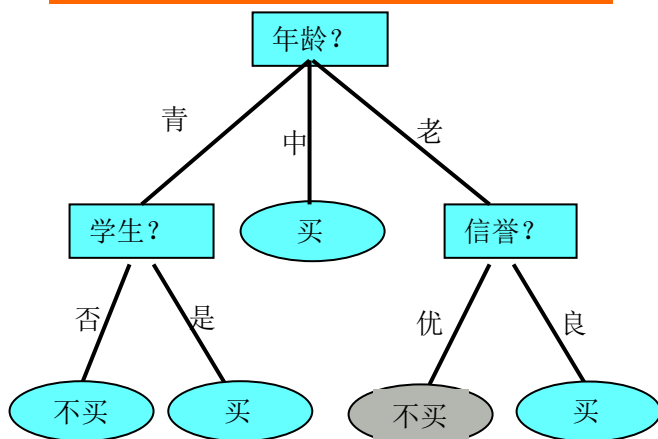 年龄？
青
中
老
学生？
买
信誉？
否
是
优
良
不买
买
不买
买